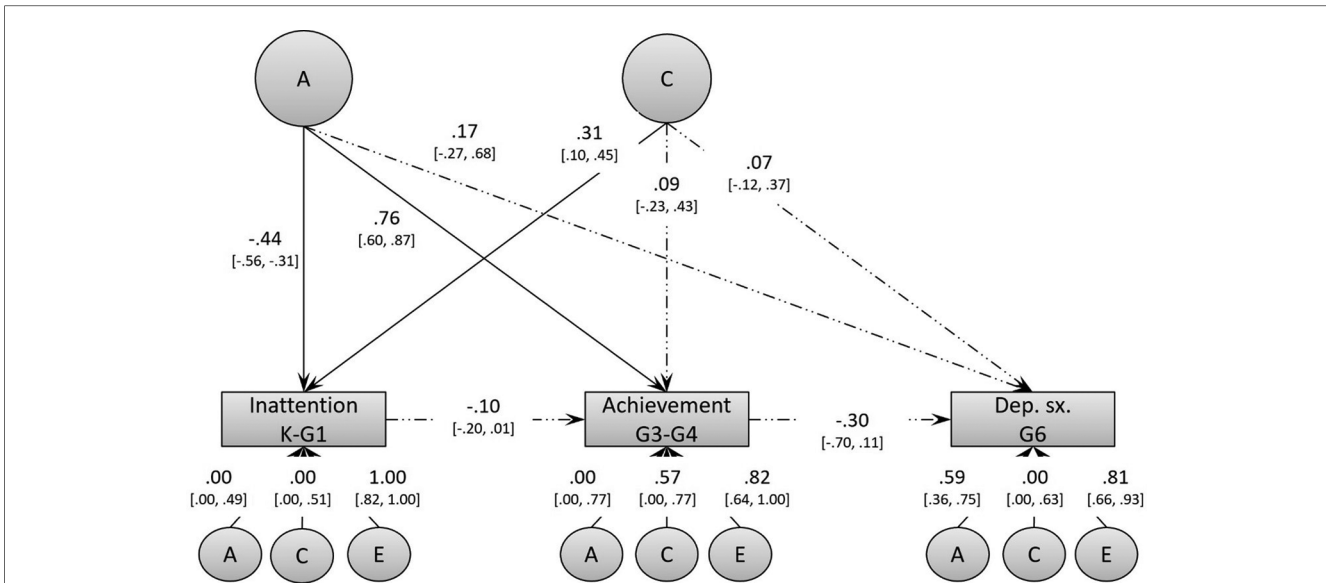 A
C
.17
[-.27, .68]
.31
[.10, .45]
.07
[-.12, .37]
.09
[-.23, .43]
.76
[.60, .87]
-.44
[-.56, -.31]
Inattention
K-G1
-.10
[-.20, .01]
Achievement
G3-G4
-.30
[-.70, .11]
Dep. sx.
G6
.00
[.00, .49]
.00
[.00, .51]
1.00
[.82, 1.00]
.00
[.00, .77]
.57
[.00, .77]
.82
[.64, 1.00]
.59
[.36, .75]
.00
[.00, .63]
.81
[.66, .93]
A
C
E
A
C
E
A
C
E